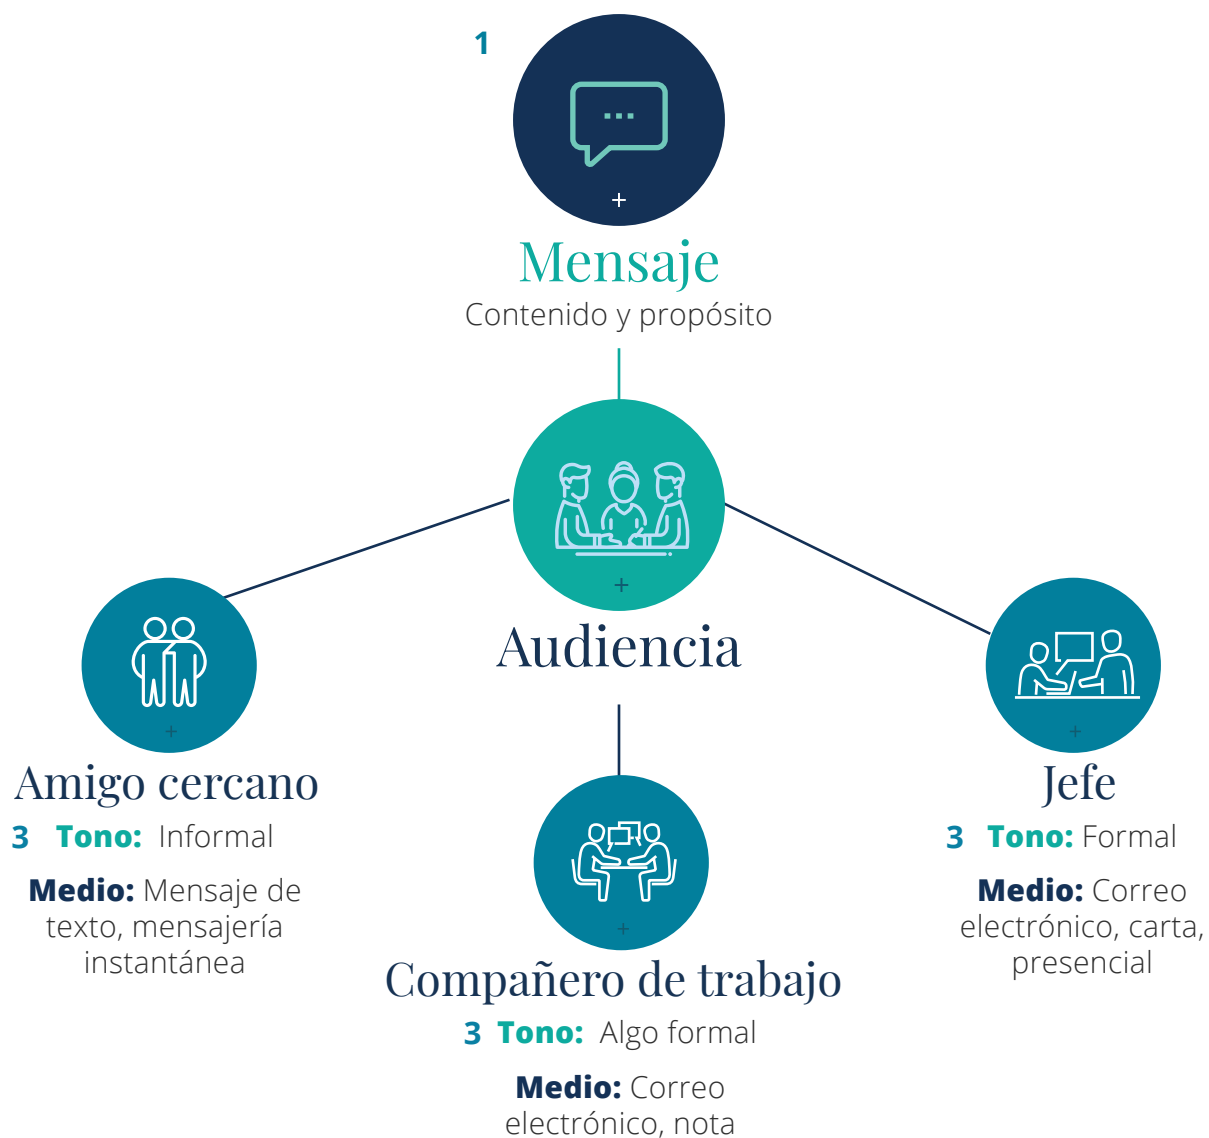 1
Mensaje
Contenido y propósito
Audiencia
Amigo cercano
3 Tono: Informal
Medio: Mensaje de
texto, mensajería
instantánea
Compañero de trabajo
3 Tono: Algo formal
Medio: Correo
electrónico, nota
Jefe
3 Tono: Formal
Medio: Correo
electrónico, carta,
presencial